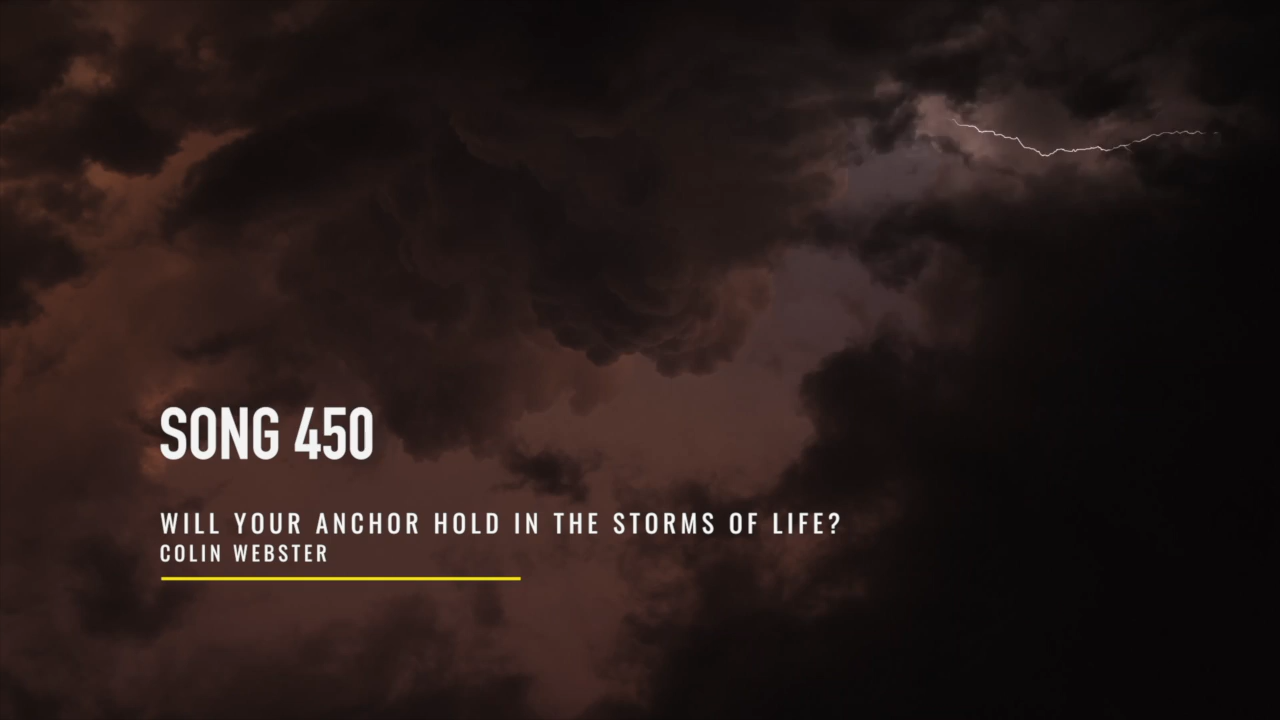 SONG 450
WILL YOUR ANCHOR HOLD IN THE STORMS OF LIFE?
COLIN WEBSTER